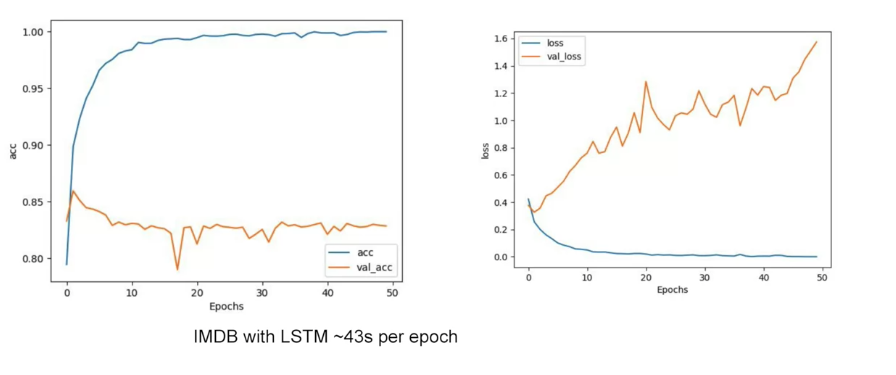 1.00
0.95
0.90
0.85
0.80
acc
acc
val_acc
0 10 20 30 40 50
Epochs
1.6
1.4
1.2
1.0
0.8
0.6
0.4
0.2
0.0
loss
loss
val_loss
0 10 20 30 40 50
Epochs
IMDB with LSTM ~43s per epoch